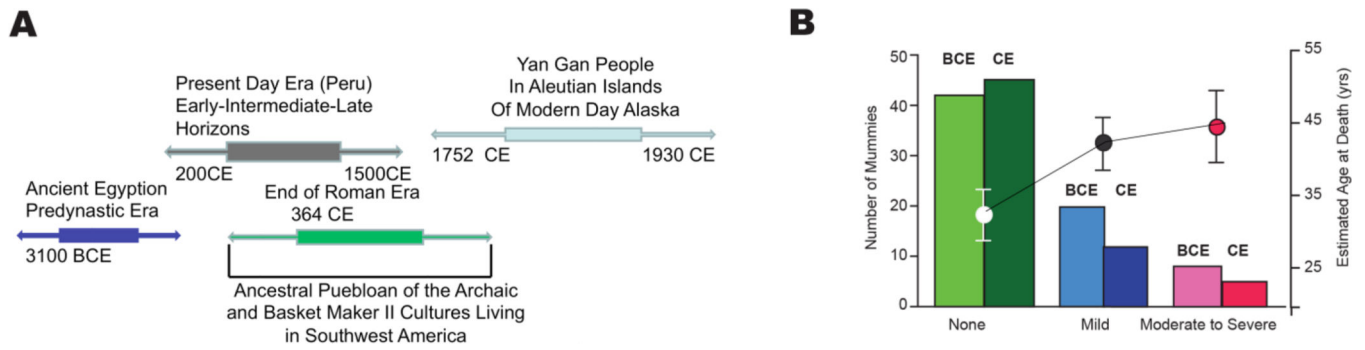 A
Present Day Era (Peru)
Early-Intermediate-Late
Horizons
200CE
1500CE
Yan Gan People
In Aleutian Islands
Of Modern Day Alaska
1752 CE
1930 CE
Ancient Egyption
Predynastic Era
3100 BCE
End of Roman Era
364 CE
Ancestral Puebloan of the Archaic
and Basket Maker II Cultures Living
in Southwest America
B
Number of Mummies
50
40
30
20
10
0
BCE CE
BCE CE
BCE CE
None
Mild
Moderate to Severe
55
45
35
25
Estimated Age at Death (yrs)